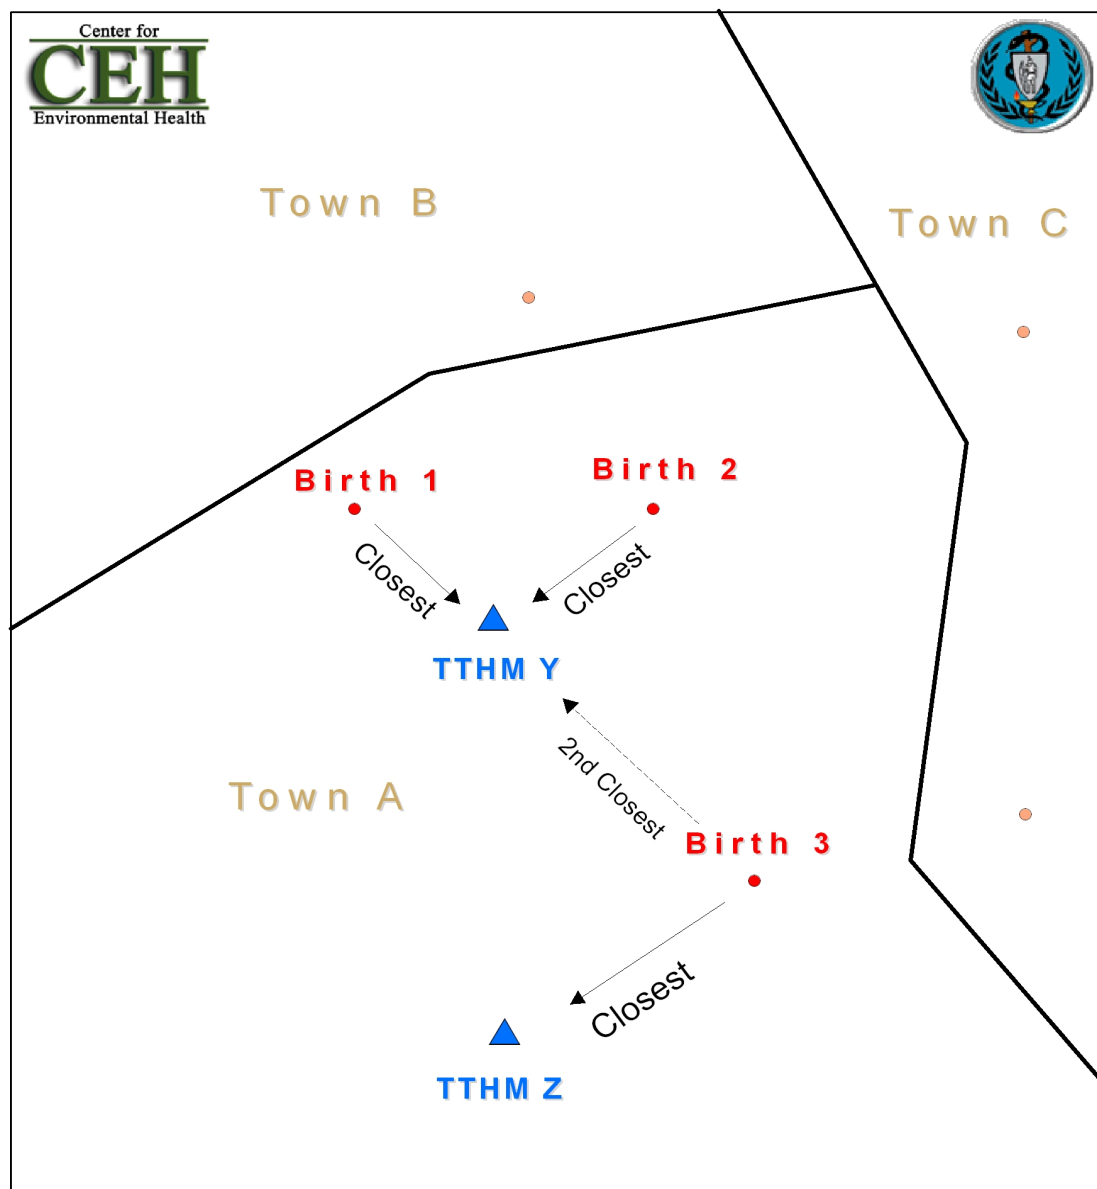 Center for
CEH
Environmental Health
Town B
Town C
Birth 1
Birth 2
Closest
Closest
TTHM Y
2nd Closest
Town A
Birth 3
Closest
TTHM Z